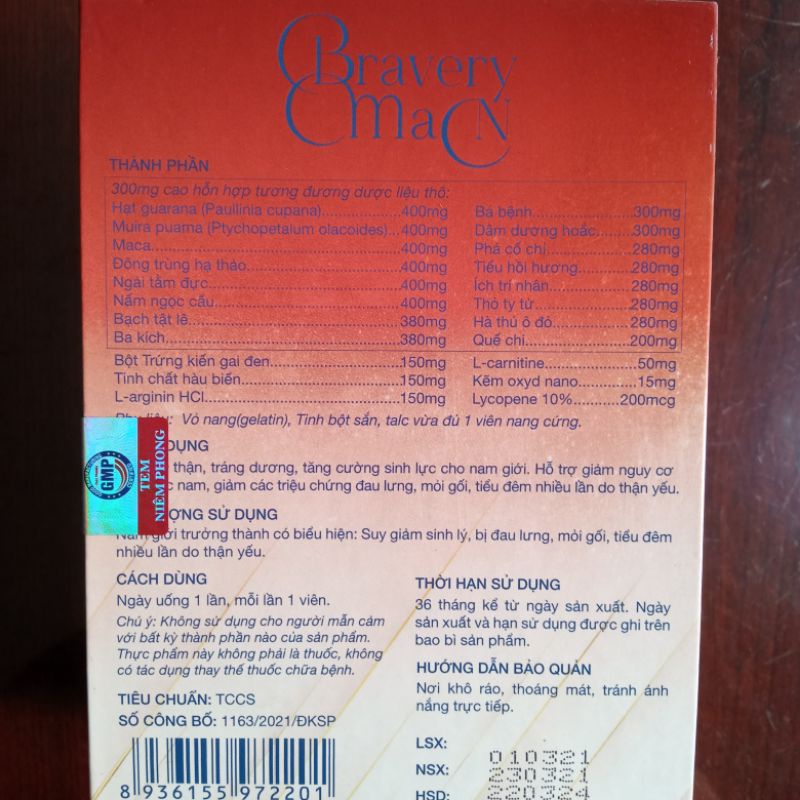 Bravery
Man
THÀNH PHẦN
300mg cao hỗn hợp tương đương dược liệu thô:
Hạt guarana (Paullinia cupana)..................400mg
Muira puama (Ptychopetalum olacoides)...400mg
Maca.....................400mg
Đông trùng hạ thảo.....................400mg
Ngài tằm đực.....................400mg
Nấm ngọc cẩu.....................400mg
Bạch tật lê.....................380mg
Ba kích.....................380mg
Bá bệnh.....................300mg
Dâm dương hoắc..........300mg
Phá cố chỉ.....................280mg
Tiểu hồi hương............280mg
Ích trí nhân.....................280mg
Thỏ ty tử.....................280mg
Hà thủ ô đỏ..................280mg
Quế chi.....................200mg
Bột Trứng kiến gai đen.....................150mg
Tinh chất hàu biển.....................150mg
L-arginin HCl.....................150mg
L-carnitine.....................50mg
Kẽm oxyd nano............15mg
Lycopene 10%...........200mcg
Phụ liệu: Vỏ nang(gelatin), Tinh bột sắn, talc vừa đủ 1 viên nang cứng.
GMP
TEM
NIÊM PHONG
DỤNG
thận, tráng dương, tăng cường sinh lực cho nam giới. Hỗ trợ giảm nguy cơ
nam, giảm các triệu chứng đau lưng, mỏi gối, tiểu đêm nhiều lần do thận yếu.
ƯỢNG SỬ DỤNG
Nam giới trưởng thành có biểu hiện: Suy giảm sinh lý, bị đau lưng, mỏi gối, tiểu đêm
nhiều lần do thận yếu.
CÁCH DÙNG
Ngày uống 1 lần, mỗi lần 1 viên.
Chú ý: Không sử dụng cho người mẫn cảm
với bất kỳ thành phần nào của sản phẩm.
Thực phẩm này không phải là thuốc, không
có tác dụng thay thế thuốc chữa bệnh.
TIÊU CHUẨN: TCCS
SỐ CÔNG BỐ: 1163/2021/ĐKSP
8 936155 972201
THỜI HẠN SỬ DỤNG
36 tháng kể từ ngày sản xuất. Ngày
sản xuất và hạn sử dụng được ghi trên
bao bì sản phẩm.
HƯỚNG DẪN BẢO QUẢN
Nơi khô ráo, thoáng mát, tránh ánh
nắng trực tiếp.
LSX: 010321
NSX: 230321
HSD: 220324